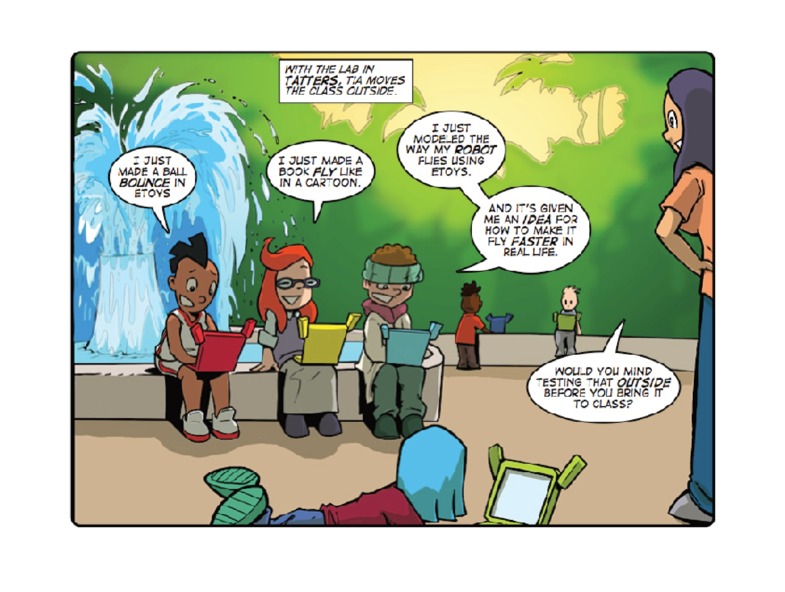 WITH THE LAB IN
TATTERS, TIA MOVES
THE CLASS OUTSIDE.
I JUST
MADE A BALL
BOUNCE IN
ETOYS
I JUST MADE A
BOOK FLY LIKE
IN A CARTOON.
I JUST
MODELED THE
WAY MY ROBOT
FLIES USING
ETOYS.
AND IT'S GIVEN
ME AN IDEA FOR
HOW TO MAKE IT
FLY FASTER IN
REAL LIFE.
WOULD YOU MIND
TESTING THAT OUTSIDE
BEFORE YOU BRING IT
TO CLASS?